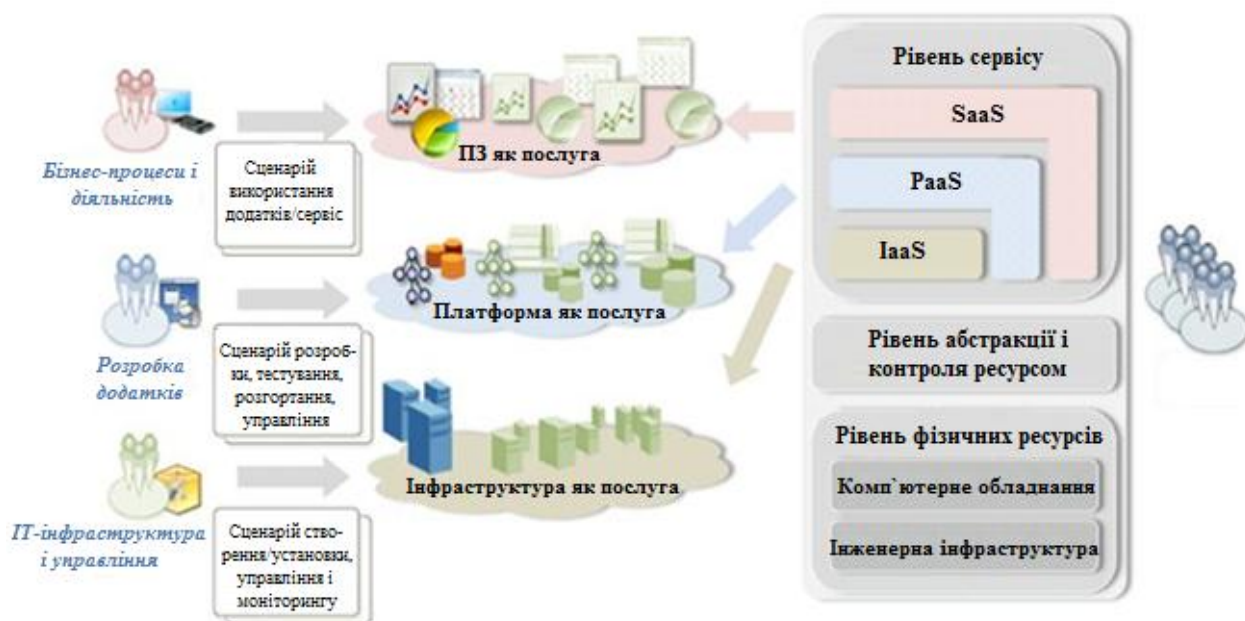 Бізнес-процеси і
діяльність
Сценарій
використання
додатків/сервіс
ПЗ як послуга
Розробка
додатків
Сценарій розроб-
ки, тестування,
розгортання,
управління
Платформа як послуга
ІТ-інфраструктура
і управління
Сценарій ство-
рення/установки,
управління і
моніторингу
Інфраструктура як послуга
Рівень сервісу
SaaS
PaaS
IaaS
Рівень абстракції і
контроля ресурсом
Рівень фізичних ресурсів
Комп`ютерне обладнання
Інженерна інфраструктура